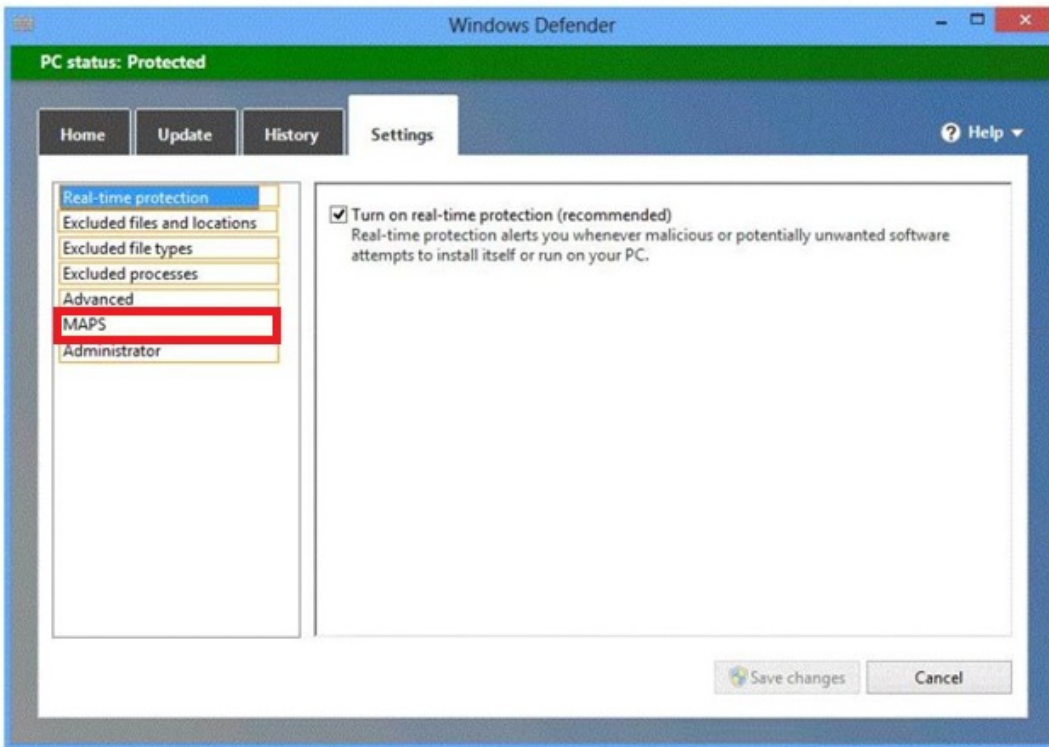 Windows Defender
PC status: Protected
Home
Update
History
Settings
Help
Real-time protection
Excluded files and locations
Excluded file types
Excluded processes
Advanced
MAPS
Administrator
Turn on real-time protection (recommended)
Real-time protection alerts you whenever malicious or potentially unwanted software
attempts to install itself or run on your PC.
Save changes
Cancel